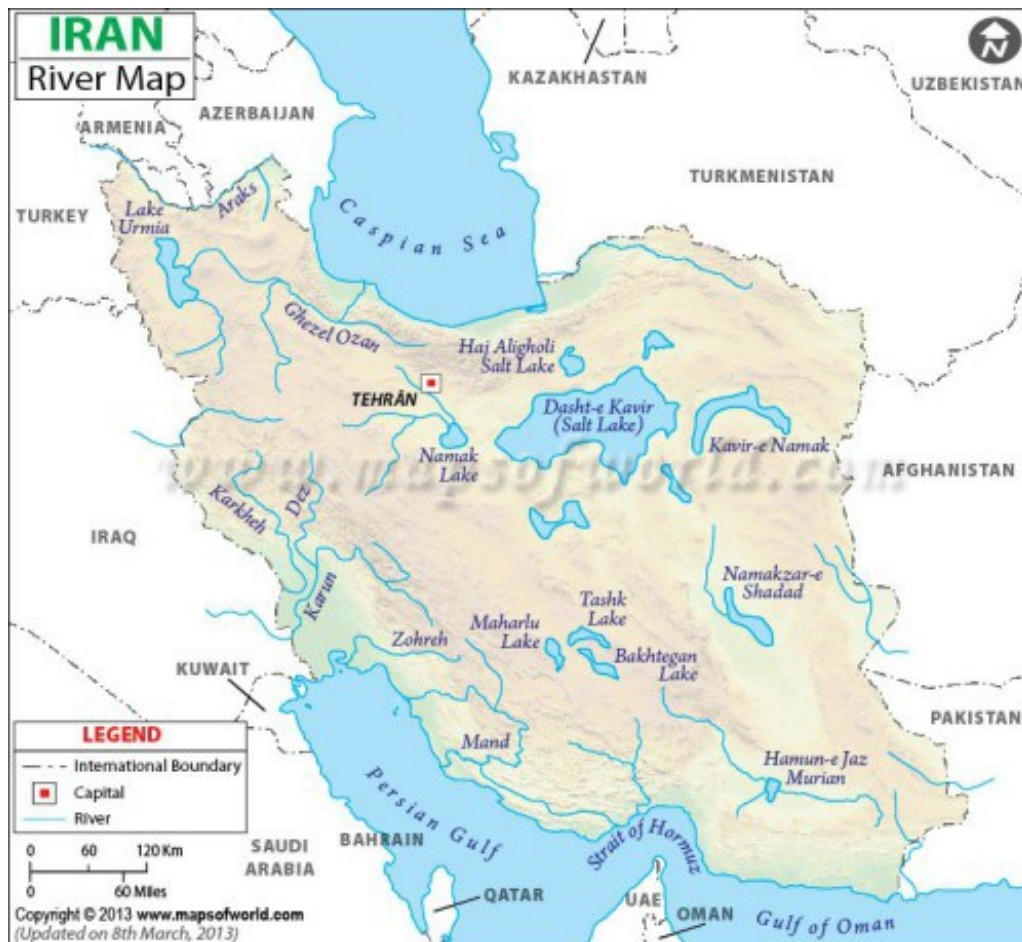 IRAN
River Map
N
KAZAKHASTAN
UZBEKISTAN
AZERBAIJAN
ARMENIA
TURKMENISTAN
TURKEY
Lake
Urmia
Araks
Caspian Sea
Ghezel Ozan
Haj Aligholi
Salt Lake
TEHRÂN
Dasht-e Kavir
(Salt Lake)
Namak
Lake
Kavir-e Namak
www.mapsofworld.com
AFGHANISTAN
Karkheh
Dez
IRAQ
Karun
Namakzar-e
Shadad
Tashk
Lake
Maharlu
Lake
Zohreh
Bakhtegan
Lake
KUWAIT
PAKISTAN
LEGEND
International Boundary
Capital
River
Mand
Hamun-e Jaz
Murian
Persian Gulf
Strait of Hormuz
0 60 120 Km
0 60 Miles
SAUDI
ARABIA
BAHRAIN
QATAR
UAE
OMAN
Gulf of Oman
Copyright © 2013 www.mapsofworld.com
(Updated on 8th March, 2013)